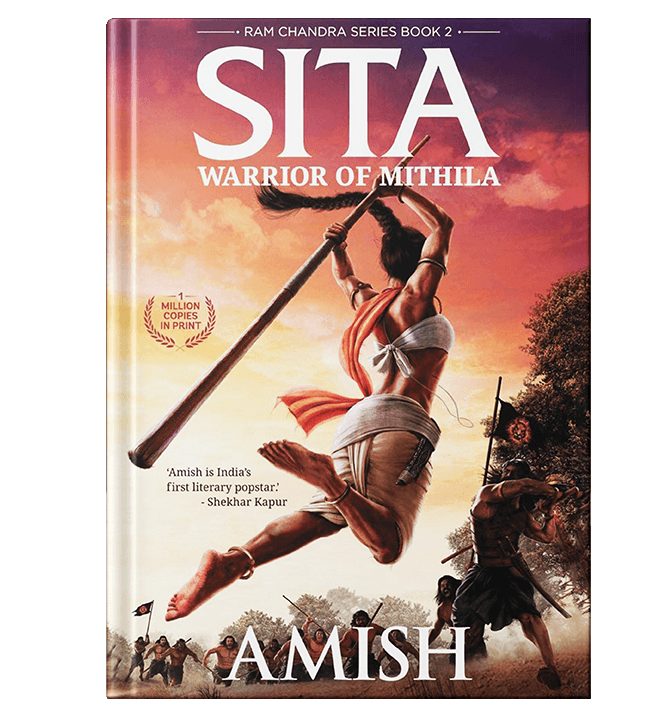 • RAM CHANDRA SERIES BOOK 2 •
SITA
WARRIOR OF MITHILA
1
MILLION
COPIES
IN PRINT
‘Amish is India’s
first literary popstar.’
- Shekhar Kapur
AMISH